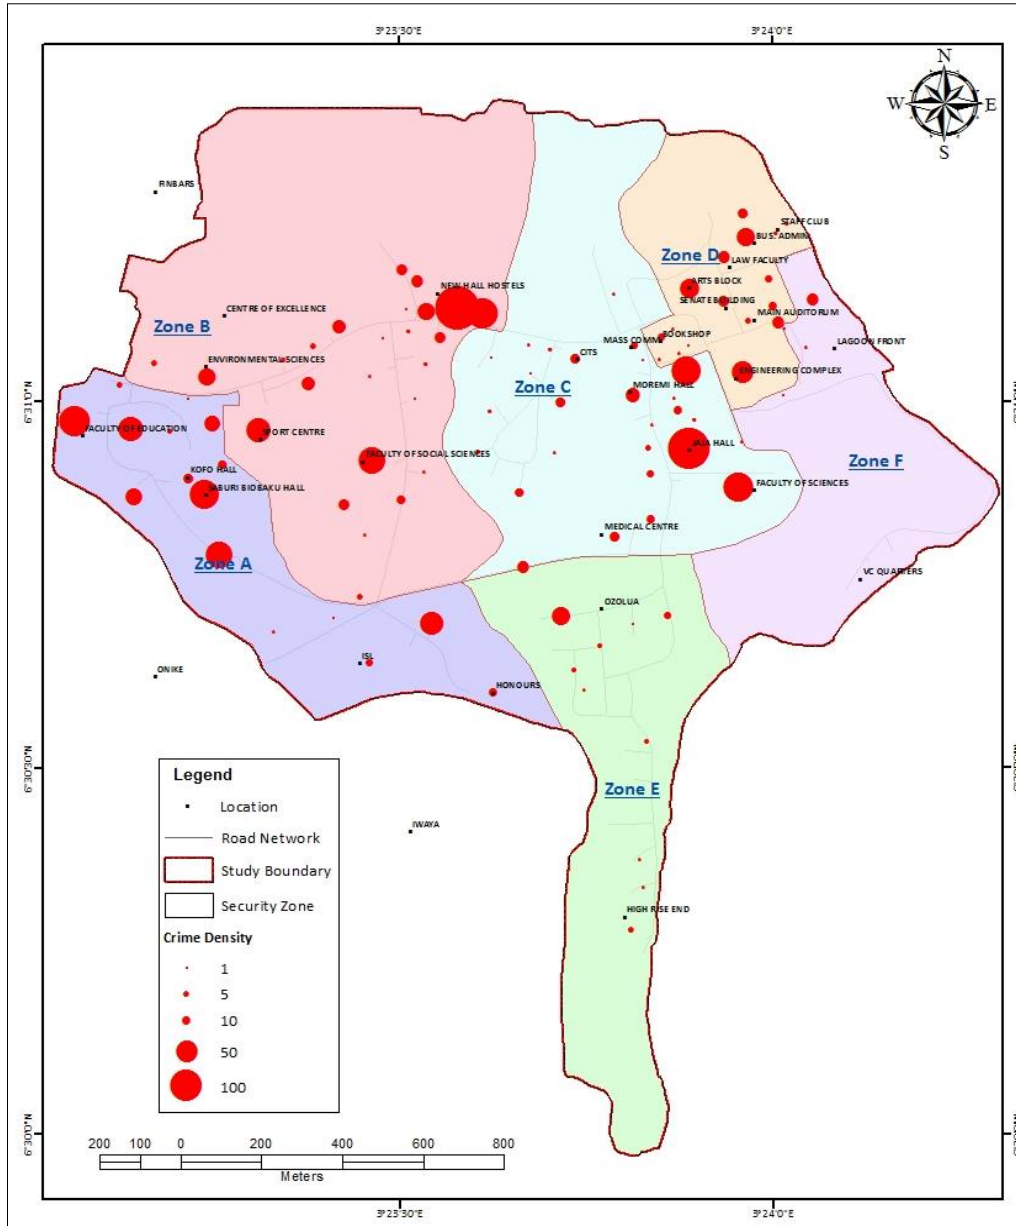 3°23'30"E
3°24'0"E
N
W
E
S
FINBARS
STAFF CLUB
BUS. ADMIN
Zone D
LAW FACULTY
ARTS BLOCK
NEW HALL HOSTELS
SENATE BUILDING
CENTRE OF EXCELLENCE
MAIN AUDITORIUM
Zone B
BOOKSHOP
MASS COMM
LAGOON FRONT
ENVIRONMENTAL SCIENCES
CITS
ENGINEERING COMPLEX
Zone C
MOREMI HALL
6°31'0"N
FACULTY OF EDUCATION
SPORT CENTRE
JAJA HALL
FACULTY OF SOCIAL SCIENCES
Zone F
KOFO HALL
SABURI BIOBAKU HALL
FACULTY OF SCIENCES
MEDICAL CENTRE
Zone A
VC QUARTERS
OZOLUA
ISL
ONIKE
HONOURS
6°30'30"N
Zone E
IWAYA
HIGH RISE END
Legend
Location
Road Network
Study Boundary
Security Zone
Crime Density
1
5
10
50
100
6°30'0"N
200 100 0 200 400 600 800
Meters
3°23'30"E
3°24'0"E